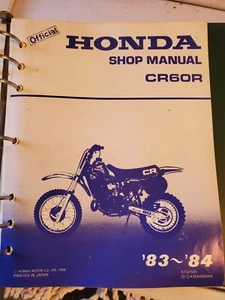 Official
HONDA
SHOP MANUAL
CR60R
CR
'83~'84
© HONDA MOTOR CO., LTD. 1984
PRINTED IN JAPAN